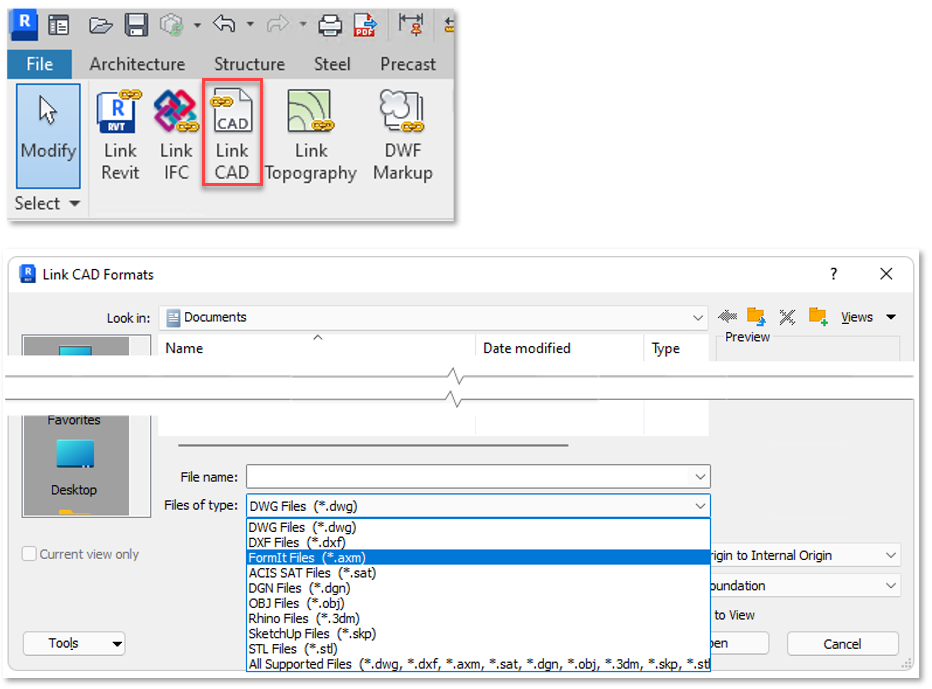 R
PDF
File Architecture Structure Steel Precast
R
RVT
CAD
Modify Link Link Link Link DWF
Revit IFC CAD Topography Markup
Select
R
RVT
Link CAD Formats ?
Look in: Documents Views
Preview
Name Date modified Type
Favorites
Desktop
File name:
Files of type: DWG Files (*.dwg)
DWG Files (*.dwg)
DXF Files (*.dxf)
FormIt Files (*.axm)
Current view only rigin to Internal Origin
ACIS SAT Files (*.sat)
DGN Files (*.dgn)
oundation
OBJ Files (*.obj)
Rhino Files (*.3dm)
to View
SketchUp Files (*.skp)
Tools STL Files (*.stl) pen Cancel
All Supported Files (*.dwg, *.dxf, *.axm, *.sat, *.dgn, *.obj, *.3dm, *.skp, *.stl